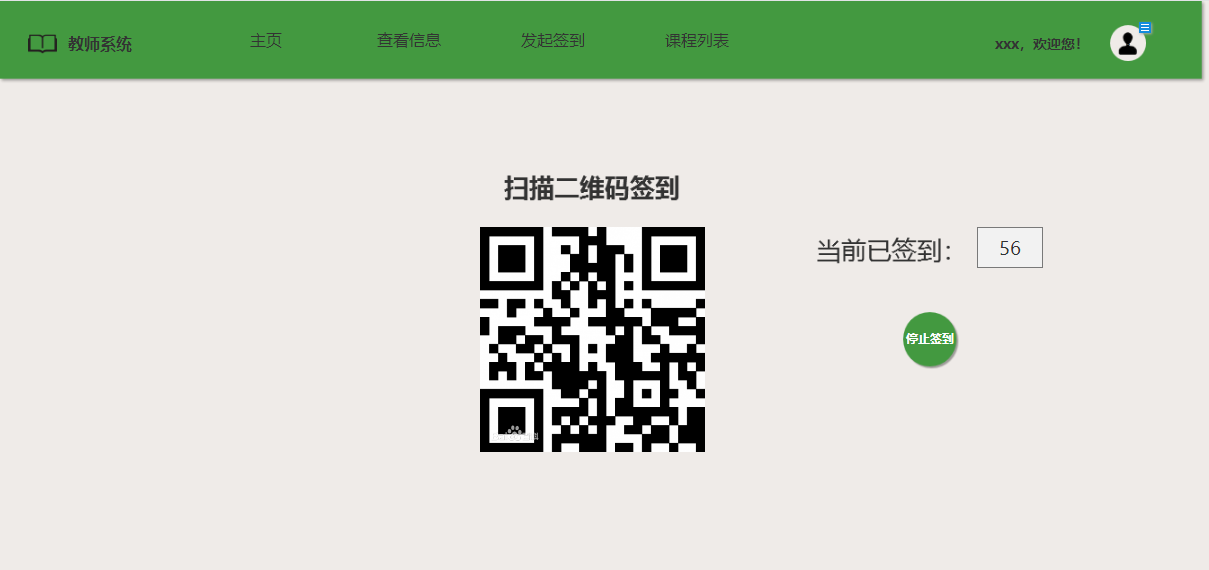 教师系统
主页
查看信息
发起签到
课程列表
xxx，欢迎您！
扫描二维码签到
当前已签到：
56
停止签到